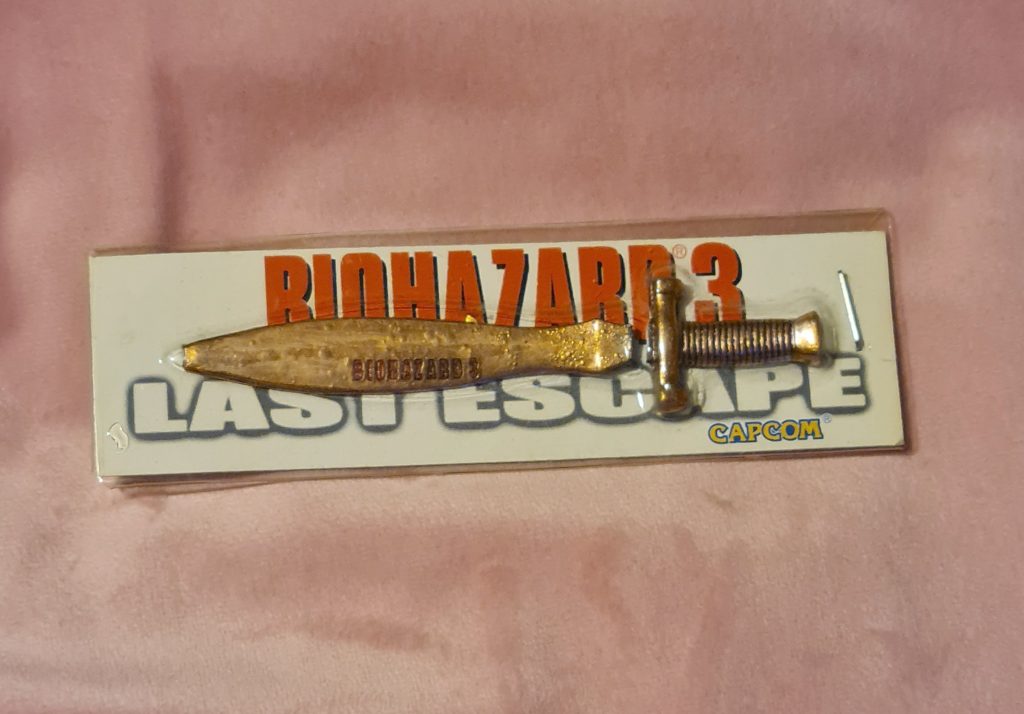 BIOHAZARD® 3
BIOHAZARD 3
LAST ESCAPE
CAPCOM®